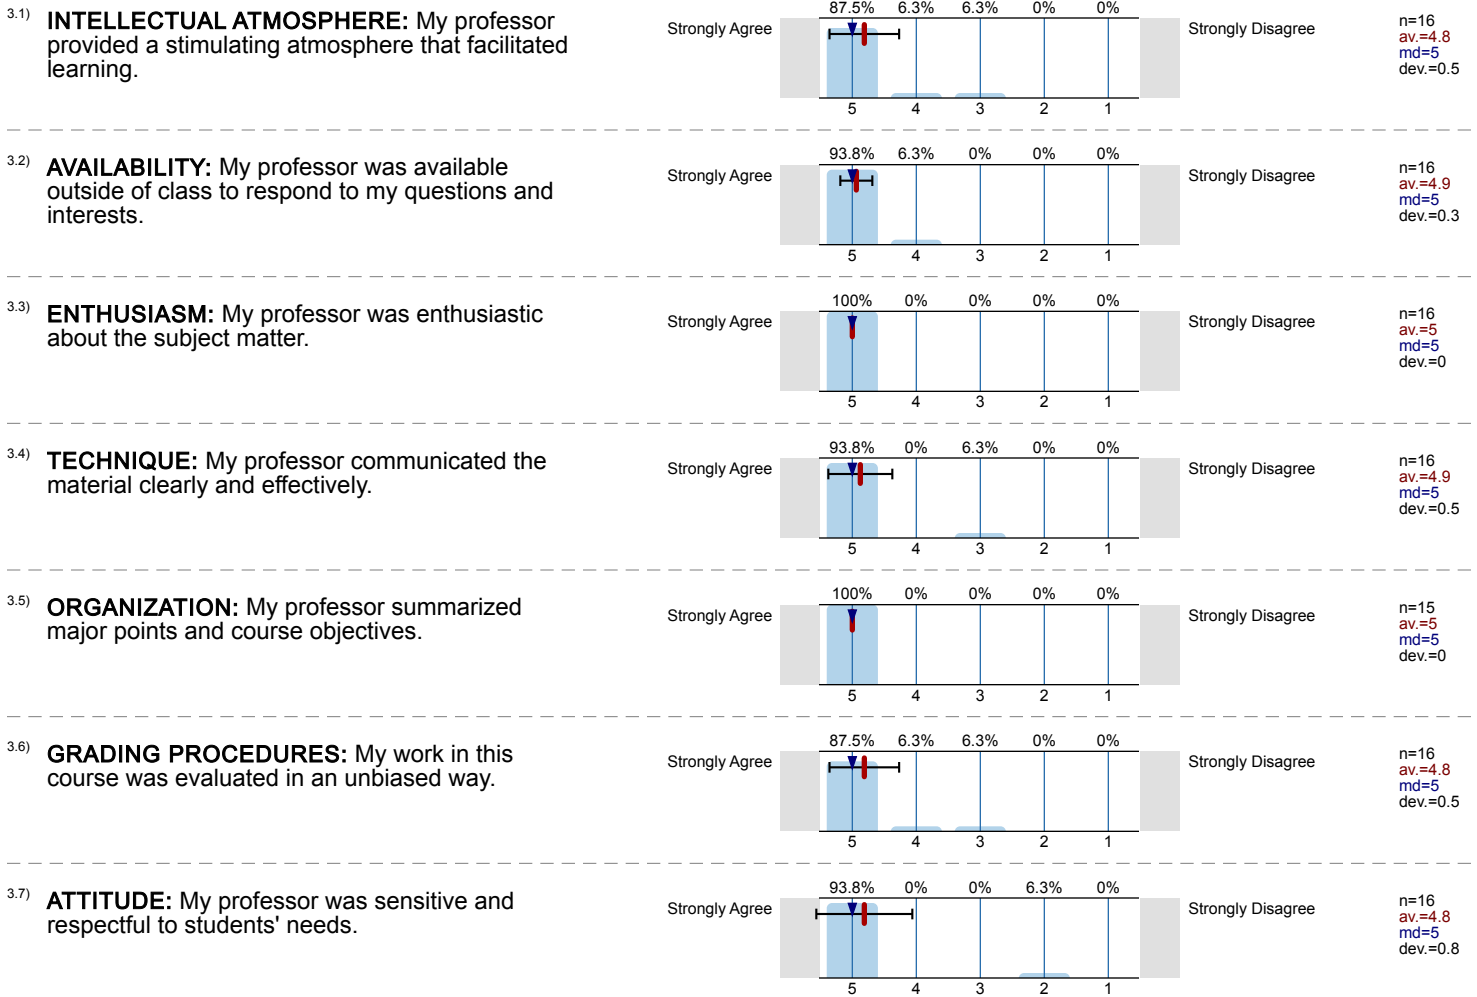 3.1) INTELLECTUAL ATMOSPHERE: My professor
provided a stimulating atmosphere that facilitated
learning.
87.5% 6.3% 6.3% 0% 0%
Strongly Agree
Strongly Disagree
5 4 3 2 1
n=16
av.=4.8
md=5
dev.=0.5
3.2) AVAILABILITY: My professor was available
outside of class to respond to my questions and
interests.
93.8% 6.3% 0% 0% 0%
Strongly Agree
Strongly Disagree
5 4 3 2 1
n=16
av.=4.9
md=5
dev.=0.3
3.3) ENTHUSIASM: My professor was enthusiastic
about the subject matter.
100% 0% 0% 0% 0%
Strongly Agree
Strongly Disagree
5 4 3 2 1
n=16
av.=5
md=5
dev.=0
3.4) TECHNIQUE: My professor communicated the
material clearly and effectively.
93.8% 0% 6.3% 0% 0%
Strongly Agree
Strongly Disagree
5 4 3 2 1
n=16
av.=4.9
md=5
dev.=0.5
3.5) ORGANIZATION: My professor summarized
major points and course objectives.
100% 0% 0% 0% 0%
Strongly Agree
Strongly Disagree
5 4 3 2 1
n=15
av.=5
md=5
dev.=0
3.6) GRADING PROCEDURES: My work in this
course was evaluated in an unbiased way.
87.5% 6.3% 6.3% 0% 0%
Strongly Agree
Strongly Disagree
5 4 3 2 1
n=16
av.=4.8
md=5
dev.=0.5
3.7) ATTITUDE: My professor was sensitive and
respectful to students' needs.
93.8% 0% 0% 6.3% 0%
Strongly Agree
Strongly Disagree
5 4 3 2 1
n=16
av.=4.8
md=5
dev.=0.8